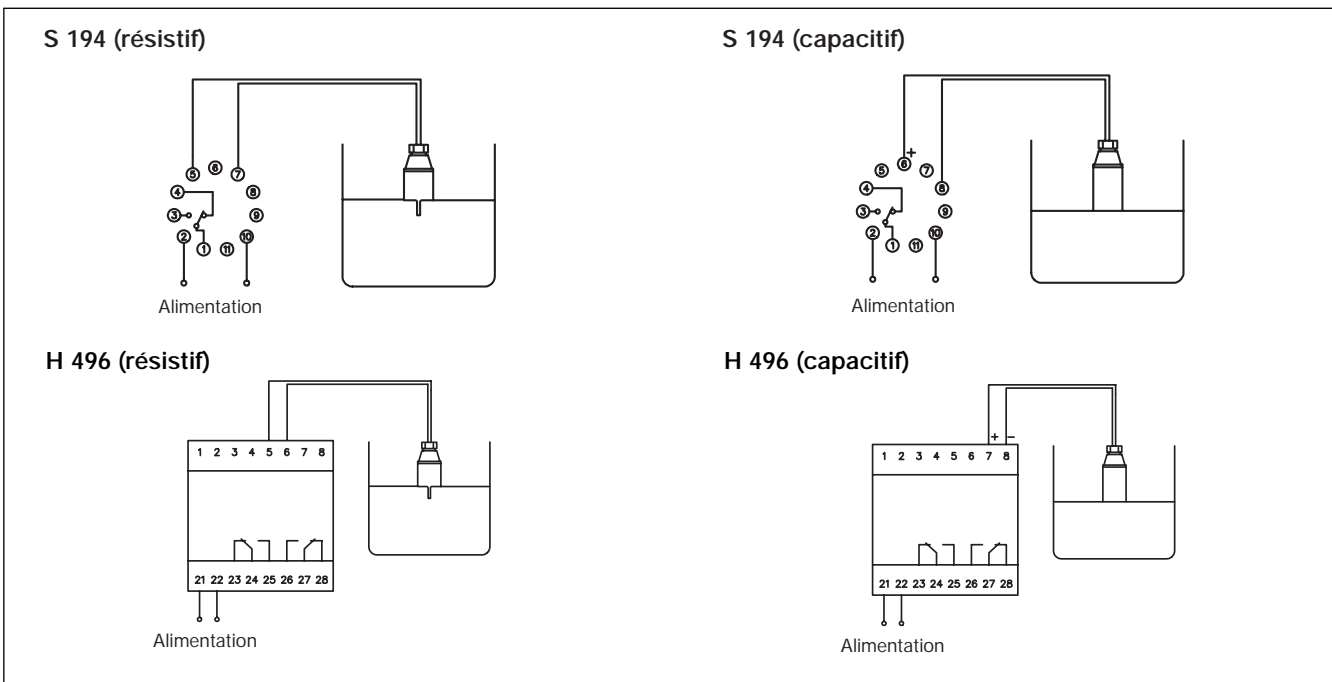 S 194 (résistif)
S 194 (capacitif)
5 6 7
4 8
3 9
2 10
1 11
Alimentation
+
5 6 7
4 8
3 9
2 10
1 11
Alimentation
H 496 (résistif)
H 496 (capacitif)
1 2 3 4 5 6 7 8
21 22 23 24 25 26 27 28
Alimentation
+ −
1 2 3 4 5 6 7 8
21 22 23 24 25 26 27 28
Alimentation